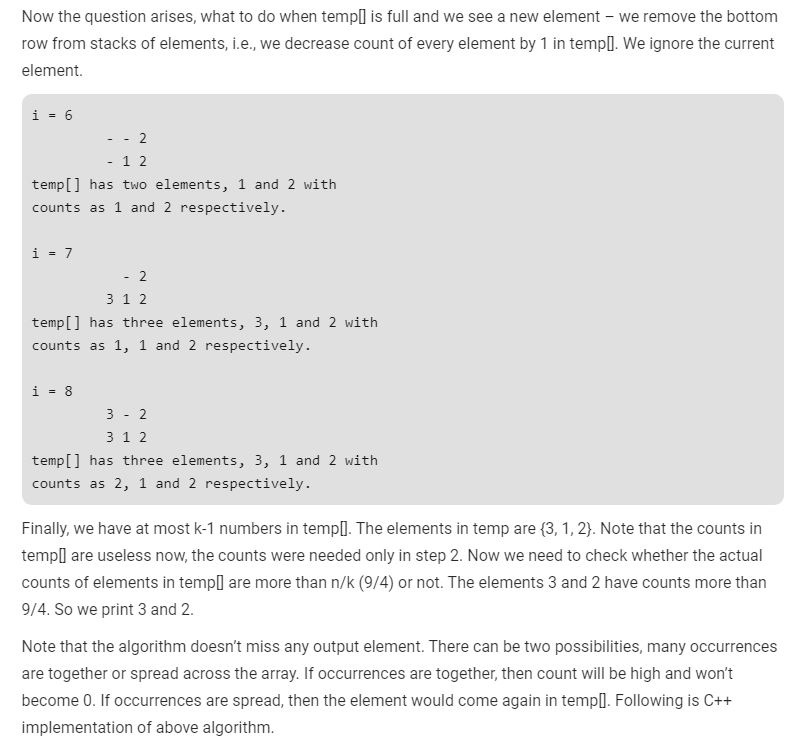 Now the question arises, what to do when temp[] is full and we see a new element – we remove the bottom
row from stacks of elements, i.e., we decrease count of every element by 1 in temp[]. We ignore the current
element.
i = 6
- - 2
- 1 2
temp[] has two elements, 1 and 2 with
counts as 1 and 2 respectively.
i = 7
- 2
3 1 2
temp[] has three elements, 3, 1 and 2 with
counts as 1, 1 and 2 respectively.
i = 8
3 - 2
3 1 2
temp[] has three elements, 3, 1 and 2 with
counts as 2, 1 and 2 respectively.
Finally, we have at most k-1 numbers in temp[]. The elements in temp are {3, 1, 2}. Note that the counts in
temp[] are useless now, the counts were needed only in step 2. Now we need to check whether the actual
counts of elements in temp[] are more than n/k (9/4) or not. The elements 3 and 2 have counts more than
9/4. So we print 3 and 2.
Note that the algorithm doesn’t miss any output element. There can be two possibilities, many occurrences
are together or spread across the array. If occurrences are together, then count will be high and won’t
become 0. If occurrences are spread, then the element would come again in temp[]. Following is C++
implementation of above algorithm.